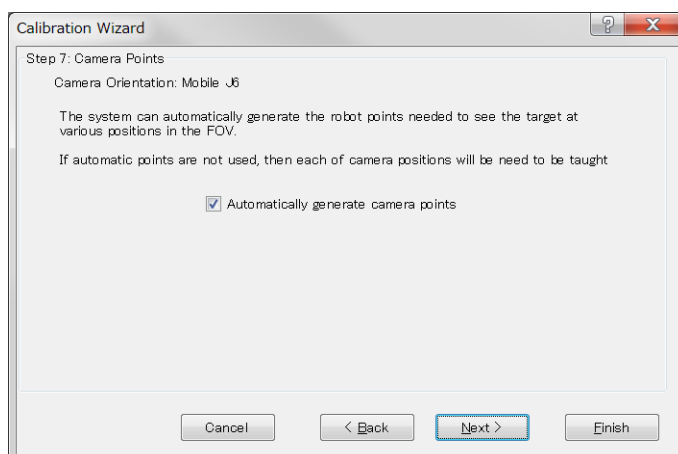 Calibration Wizard
?
X
Step 7: Camera Points
Camera Orientation: Mobile J6
The system can automatically generate the robot points needed to see the target at
various positions in the FOV.
If automatic points are not used, then each of camera positions will be need to be taught
Automatically generate camera points
Cancel
< Back
Next >
Finish